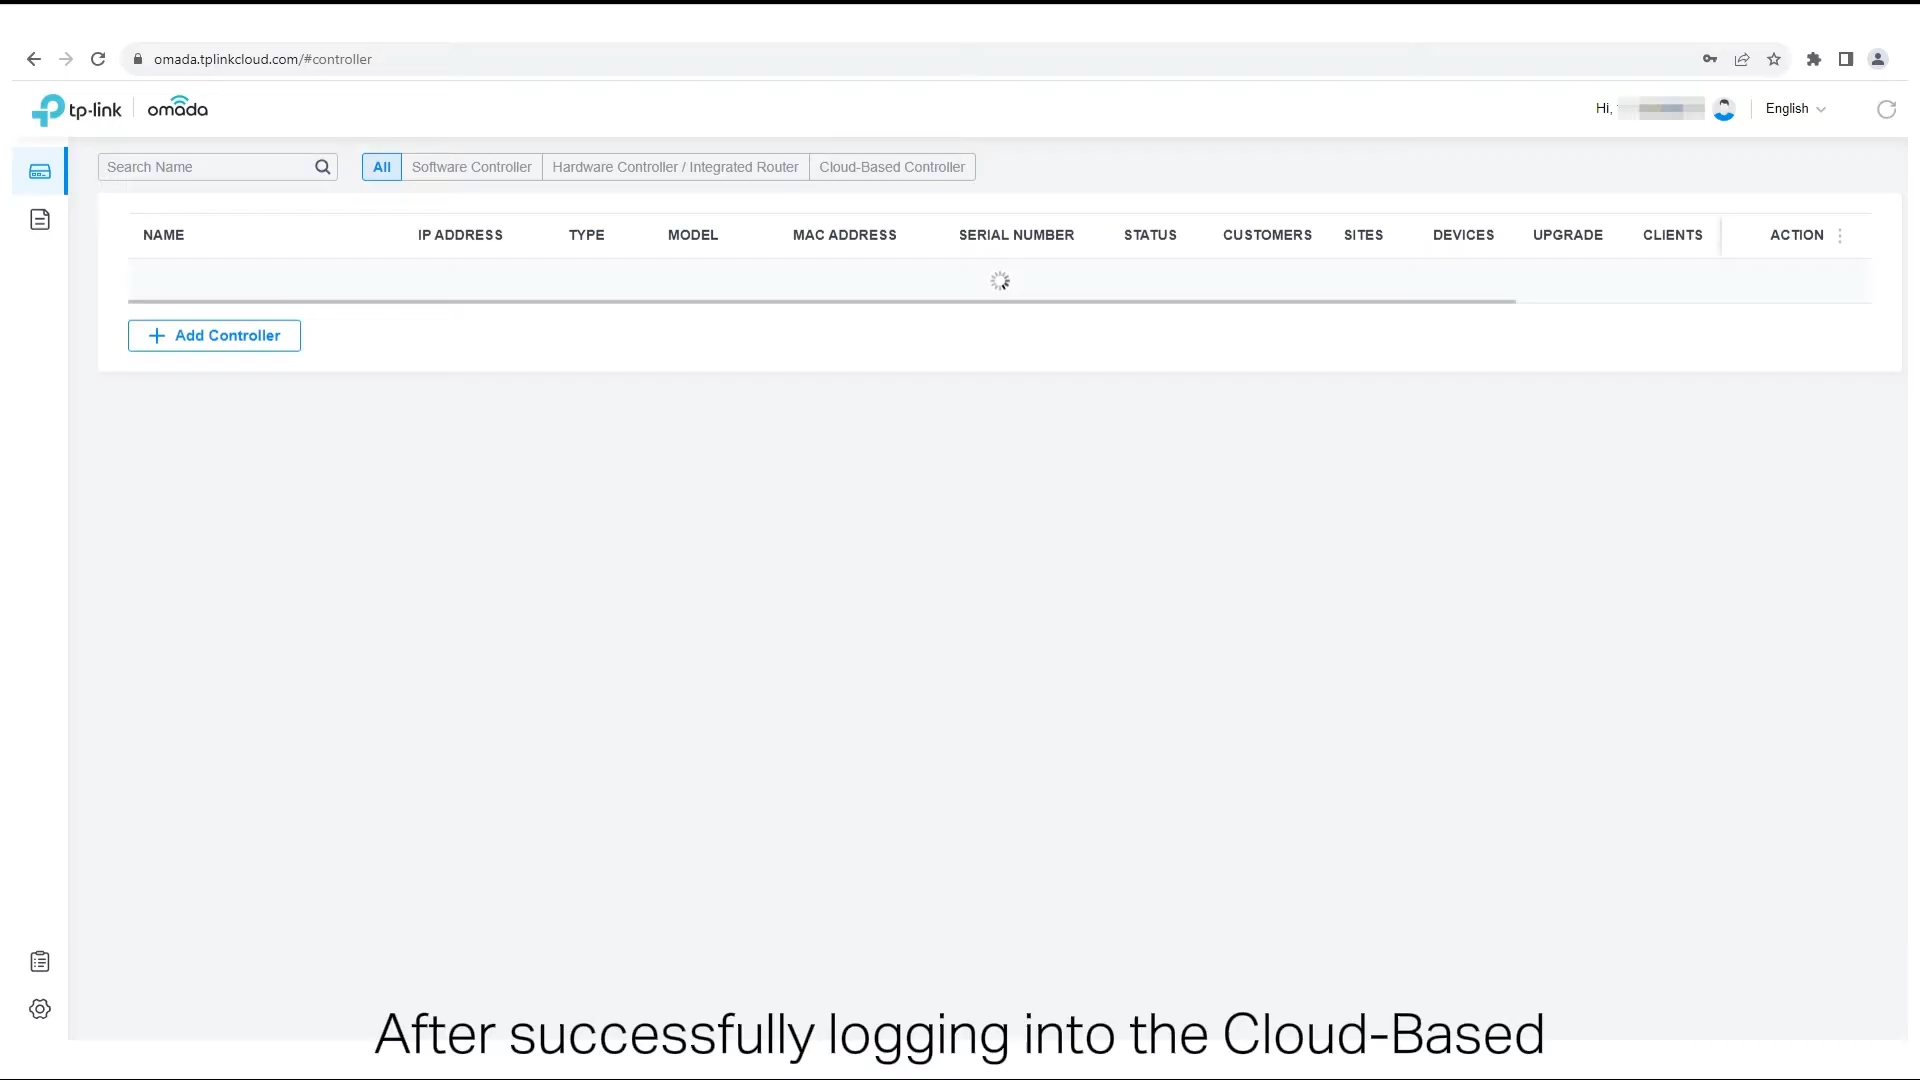 omada.tplinkcloud.com/#controller
tp-link omada
Hi,
English
Search Name
All Software Controller Hardware Controller / Integrated Router Cloud-Based Controller
NAME IP ADDRESS TYPE MODEL MAC ADDRESS SERIAL NUMBER STATUS CUSTOMERS SITES DEVICES UPGRADE CLIENTS ACTION
Add Controller
After successfully logging into the Cloud-Based